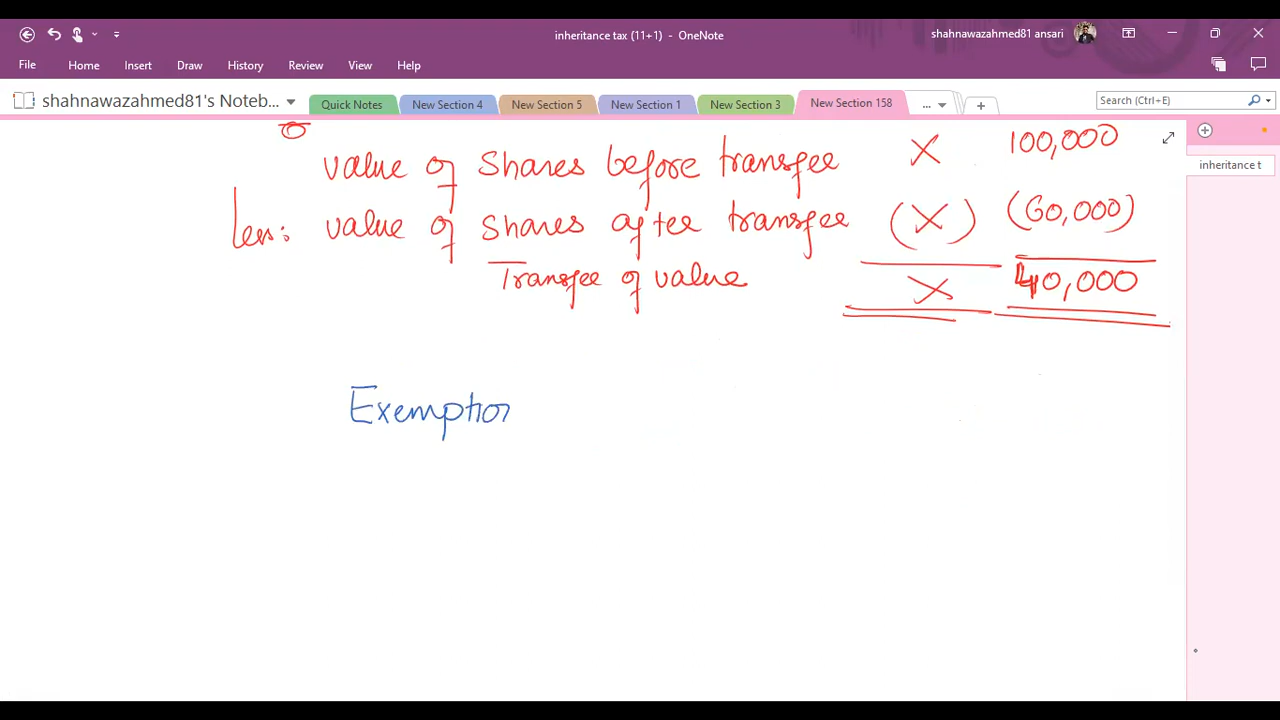 inheritance tax (11+1) - OneNote
shahnawazahmed81 ansari
File Home Insert Draw History Review View Help
shahnawazahmed81's Noteb...
Quick Notes
New Section 4
New Section 5
New Section 1
New Section 3
New Section 158
...
Search (Ctrl+E)
inheritance t
value of Shares before transfer X 100,000
Less: value of Shares after transfer (X) (60,000)
Transfer of value X 40,000
Exemption